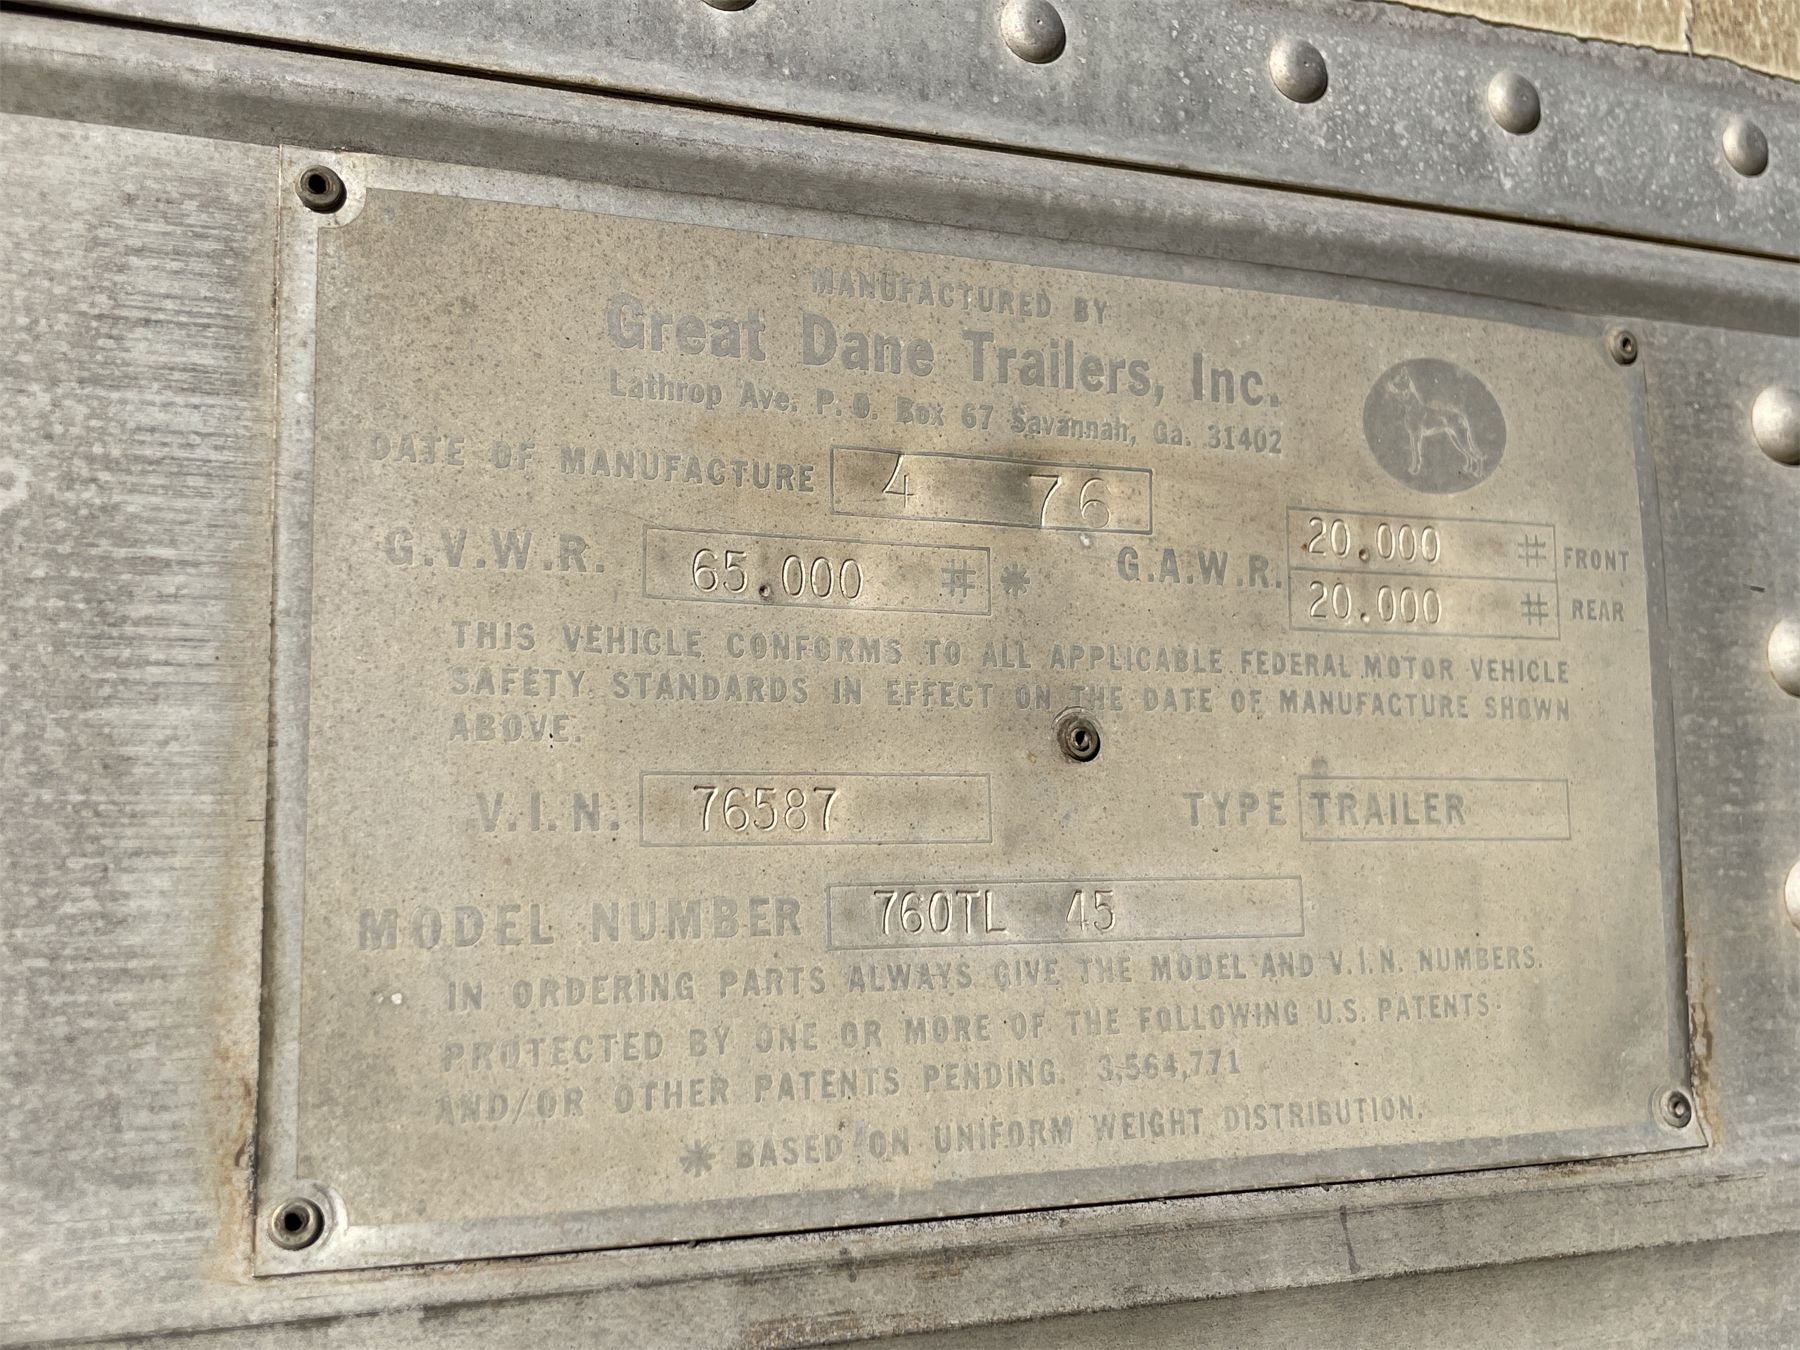 MANUFACTURED BY
Great Dane Trailers, Inc.
Lathrop Ave. P. O. Box 67 Savannah, Ga. 31402
DATE OF MANUFACTURE 4 76
G.V.W.R. 65.000 # * G.A.W.R. 20.000 # FRONT
20.000 # REAR
THIS VEHICLE CONFORMS TO ALL APPLICABLE FEDERAL MOTOR VEHICLE
SAFETY STANDARDS IN EFFECT ON THE DATE OF MANUFACTURE SHOWN
ABOVE.
V.I.N. 76587 TYPE TRAILER
MODEL NUMBER 760TL 45
IN ORDERING PARTS ALWAYS GIVE THE MODEL AND V.I.N. NUMBERS.
PROTECTED BY ONE OR MORE OF THE FOLLOWING U.S. PATENTS
AND/OR OTHER PATENTS PENDING. 3,564,771
* BASED ON UNIFORM WEIGHT DISTRIBUTION.